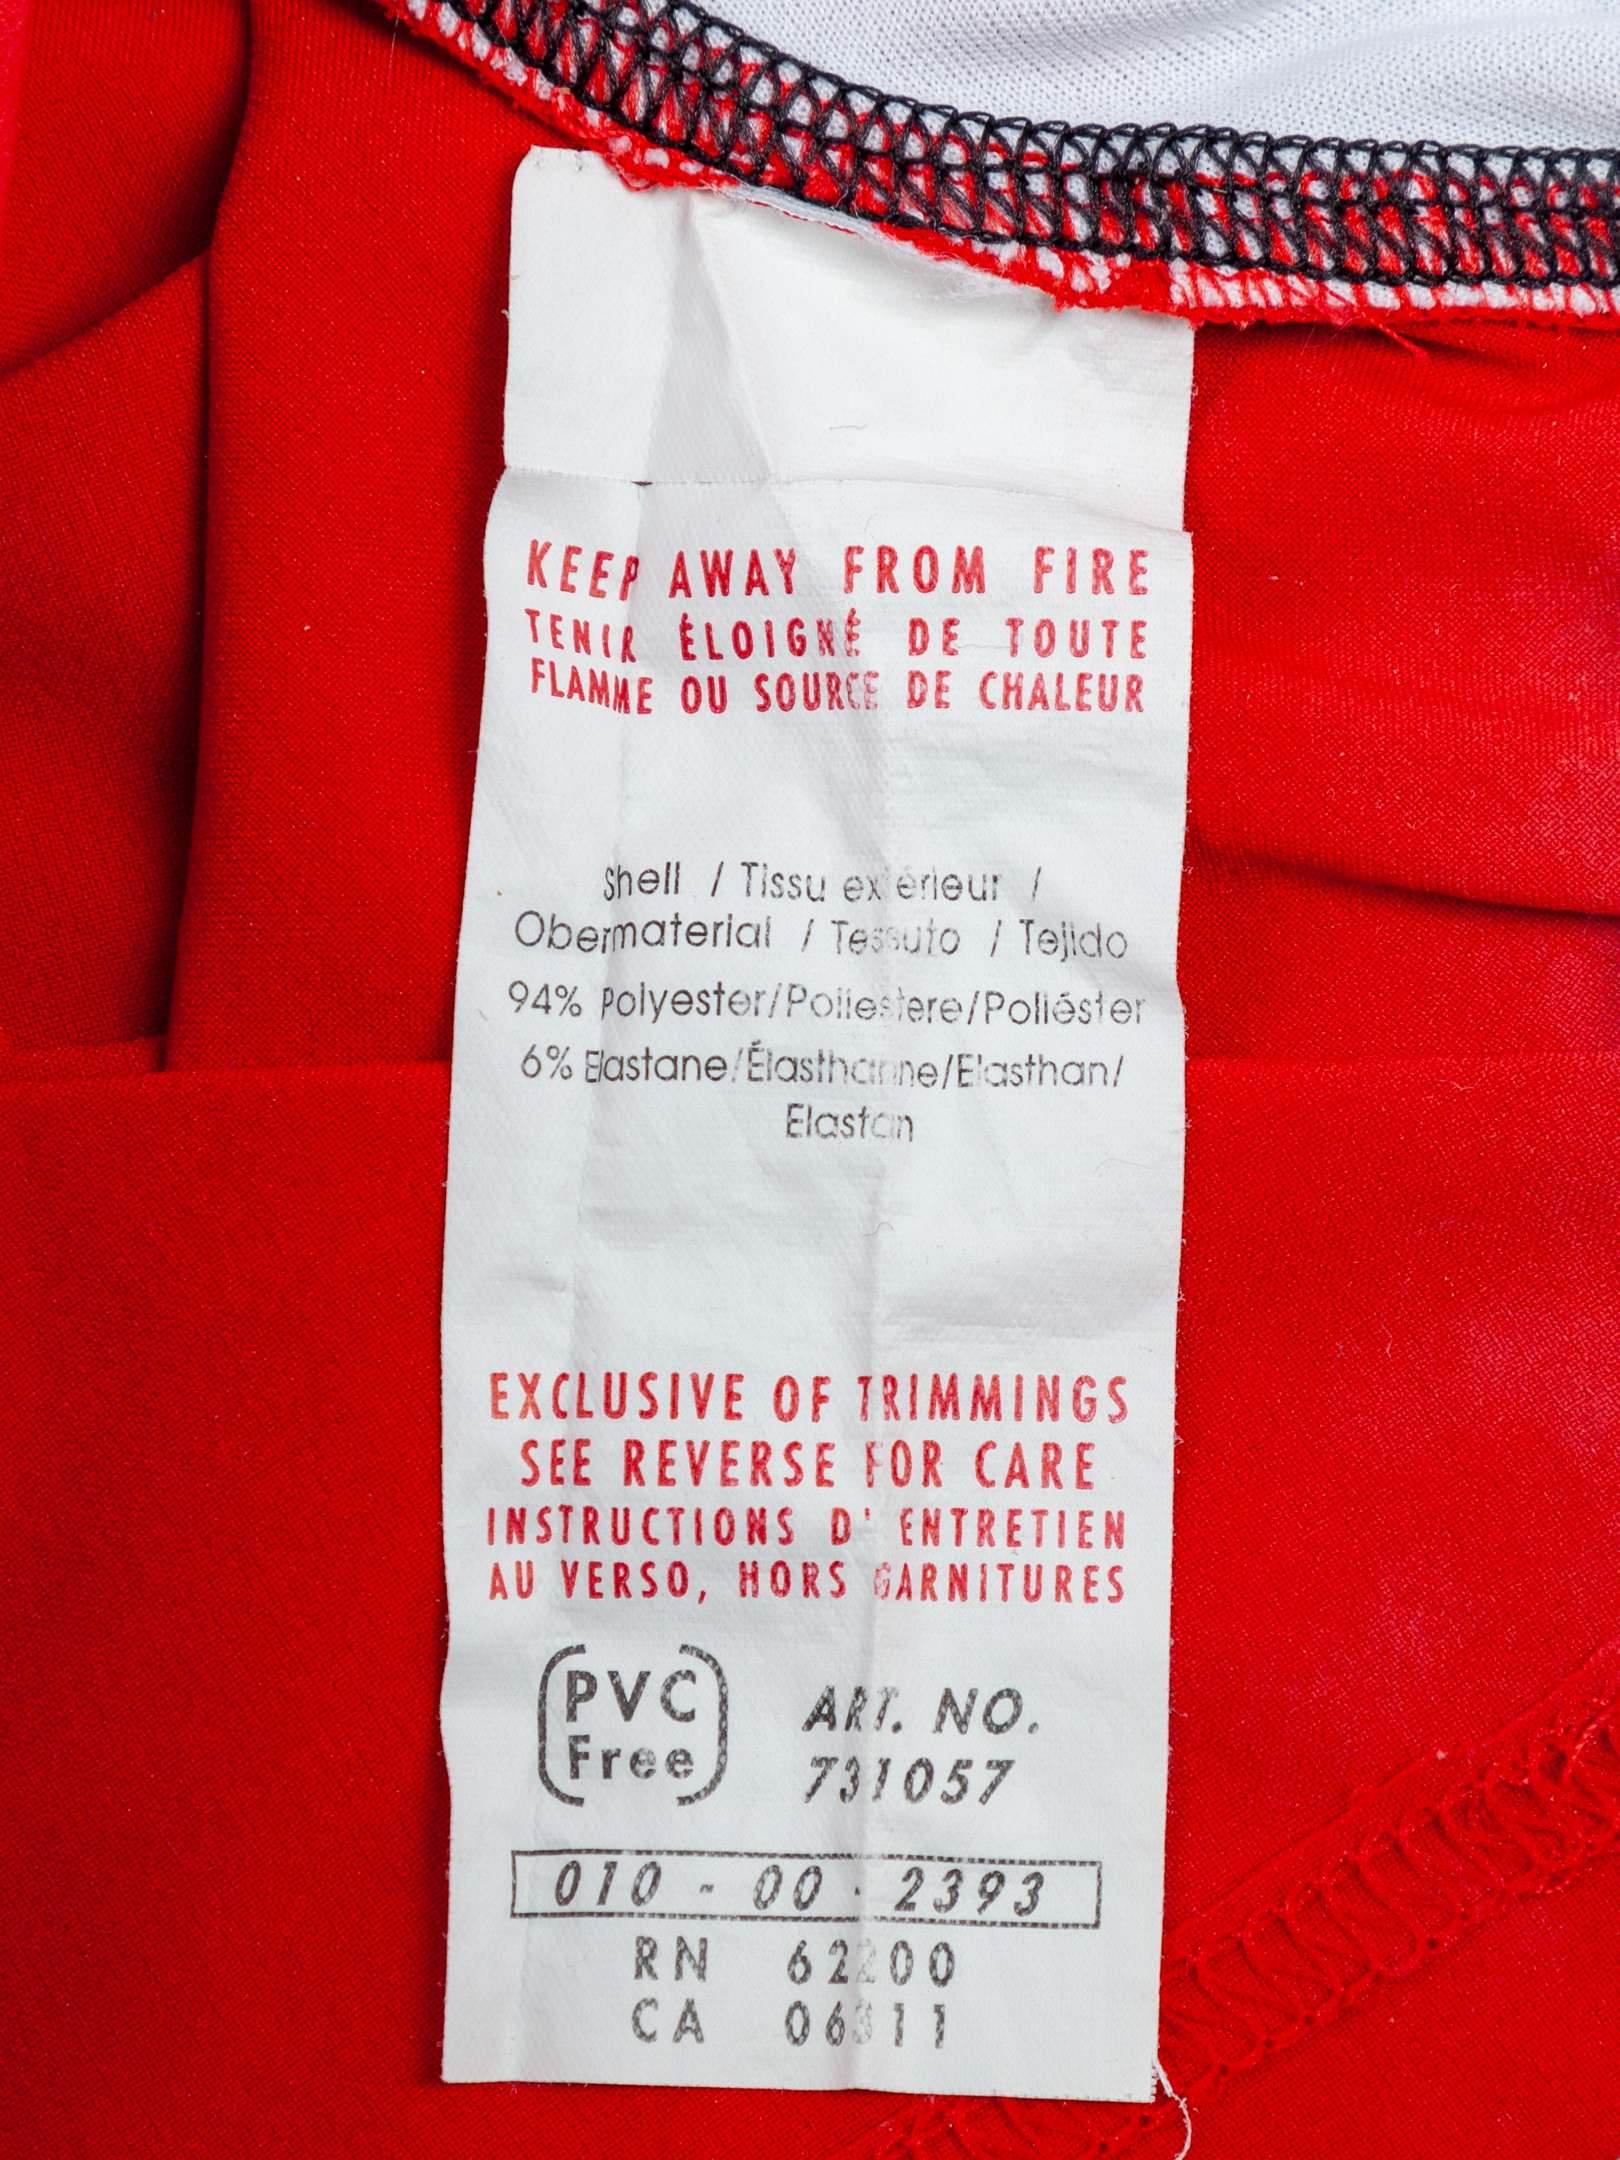 KEEP AWAY FROM FIRE
TENIR ÉLOIGNÉ DE TOUTE
FLAMME OU SOURCE DE CHALEUR
Shell / Tissu extérieur /
Obermaterial / Tessuto / Tejido
94% Polyester/Poliestere/Poliéster
6% Elastane/Élasthanne/Elasthan/
Elastan
EXCLUSIVE OF TRIMMINGS
SEE REVERSE FOR CARE
INSTRUCTIONS D' ENTRETIEN
AU VERSO, HORS GARNITURES
PVC
Free
ART. NO.
731057
010 - 00 - 2393
RN 62200
CA 06311